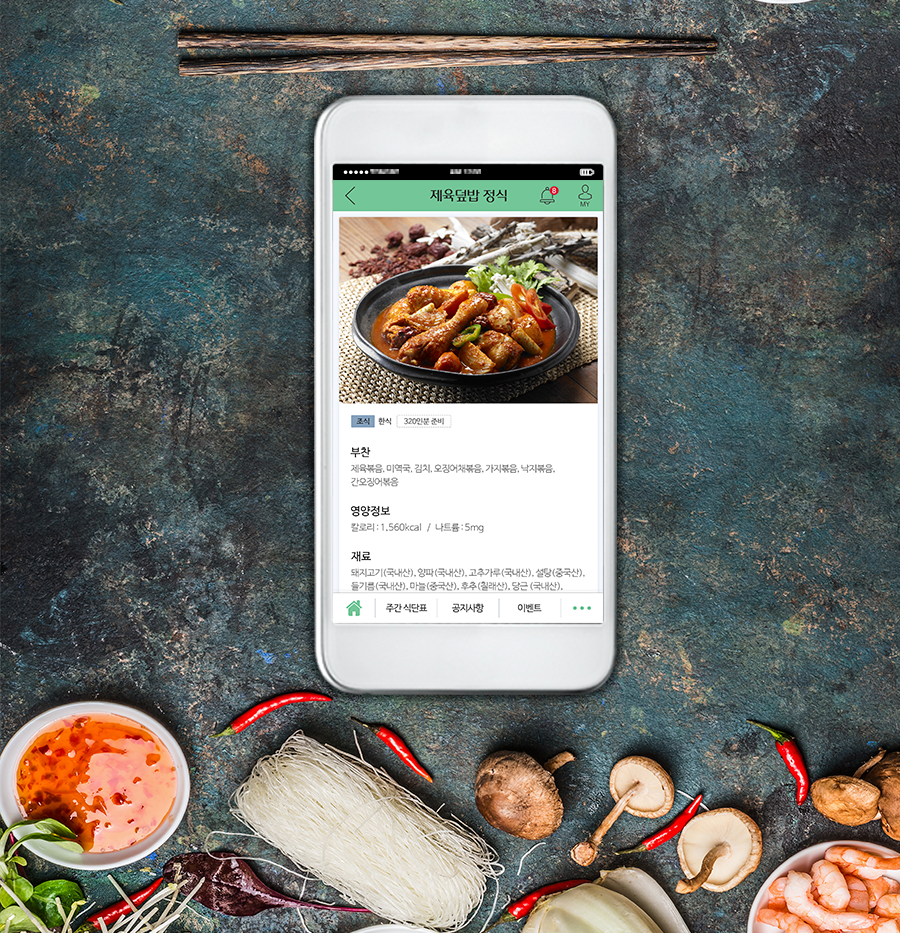 제육덮밥 정식
8
MY
조식 한식 320인분 준비
부찬
제육볶음, 미역국, 김치, 오징어채볶음, 가지볶음, 낙지볶음,
간오징어볶음
영양정보
칼로리 : 1,560kcal / 나트륨 : 5mg
재료
돼지고기(국내산), 양파(국내산), 고추가루(국내산), 설탕(중국산),
들기름(국내산), 마늘(중국산), 후추(칠래산), 당근 (국내산),
주간 식단표 공지사항 이벤트